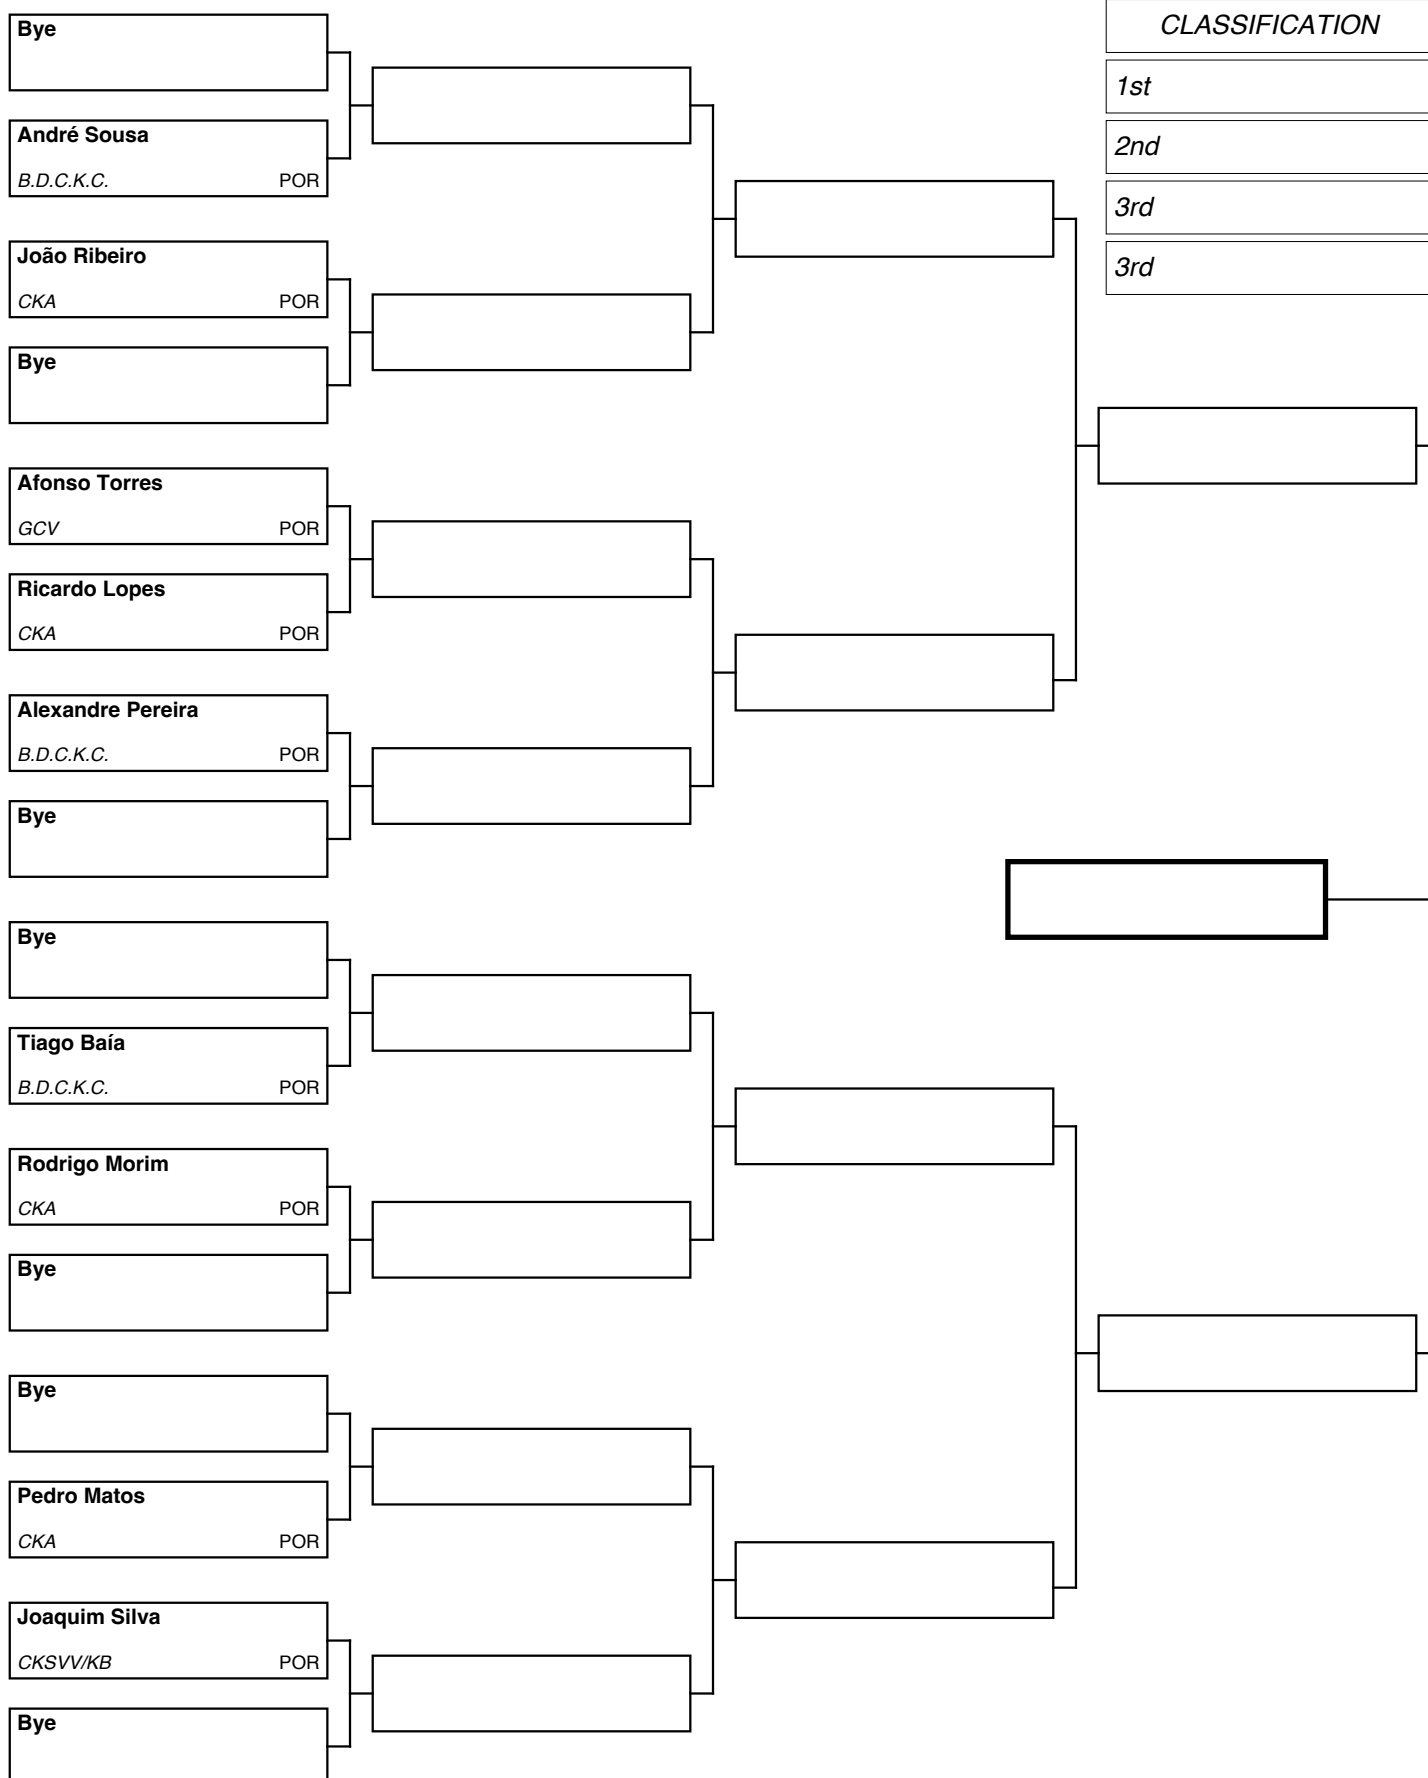 Bye
André Sousa
B.D.C.K.C. POR
João Ribeiro
CKA POR
Bye
Afonso Torres
GCV POR
Ricardo Lopes
CKA POR
Alexandre Pereira
B.D.C.K.C. POR
Bye
Bye
Tiago Baía
B.D.C.K.C. POR
Rodrigo Morim
CKA POR
Bye
Bye
Pedro Matos
CKA POR
Joaquim Silva
CKSVV/KB POR
Bye
CLASSIFICATION
1st
2nd
3rd
3rd